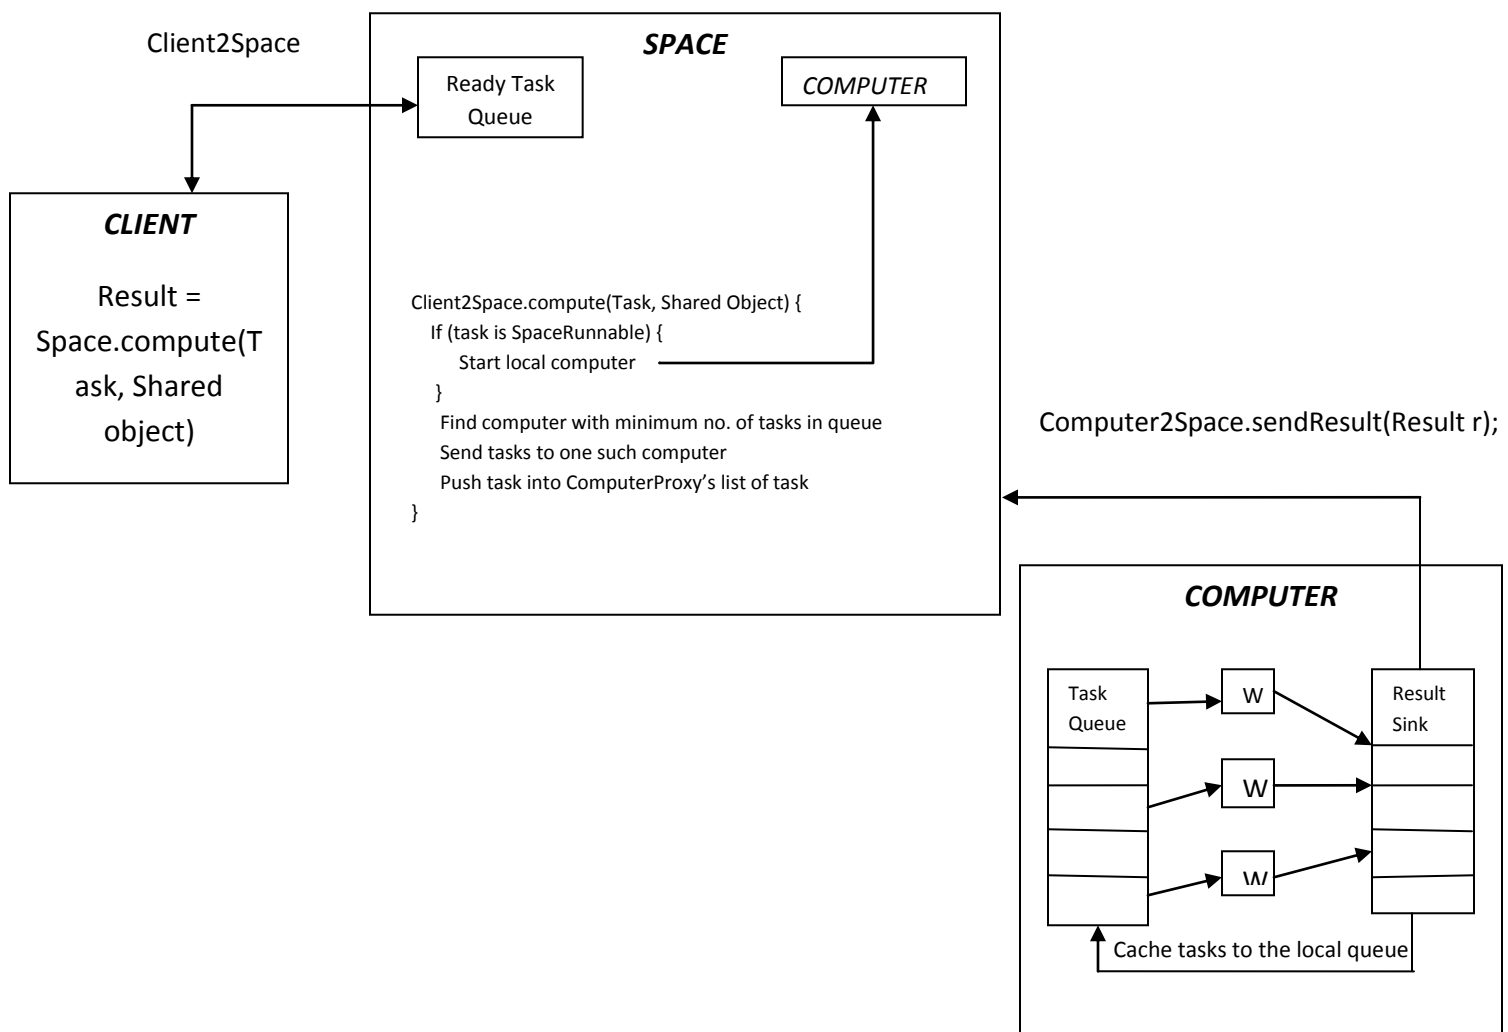 Client2Space
SPACE
Ready Task
Queue
COMPUTER
CLIENT
Result =
Space.compute(T
ask, Shared
object)
Client2Space.compute(Task, Shared Object) {
If (task is SpaceRunnable) {
Start local computer
}
Find computer with minimum no. of tasks in queue
Send tasks to one such computer
Push task into ComputerProxy’s list of task
}
Computer2Space.sendResult(Result r);
COMPUTER
Task
Queue
W
W
W
Result
Sink
Cache tasks to the local queue